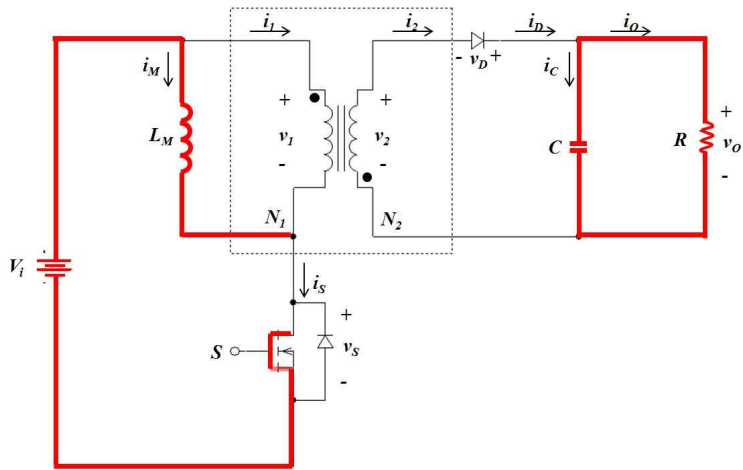 i1 i2 iD iO
- vD +
iM iC
+ + +
LM v1 v2 C R vO
- - -
N1 N2
Vi
iS
+
S vS
-